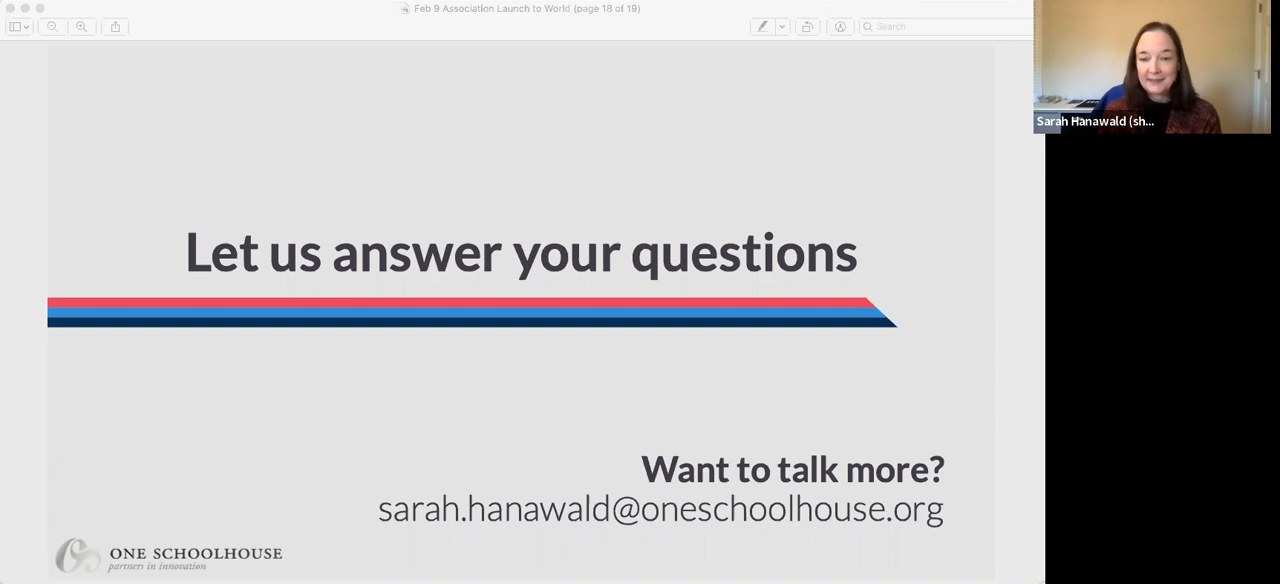 Feb 9 Association Launch to World (page 18 of 19)
Search
Sarah Hanawald (sh...
Let us answer your questions
Want to talk more?
sarah.hanawald@oneschoolhouse.org
ONE SCHOOLHOUSE
partners in innovation